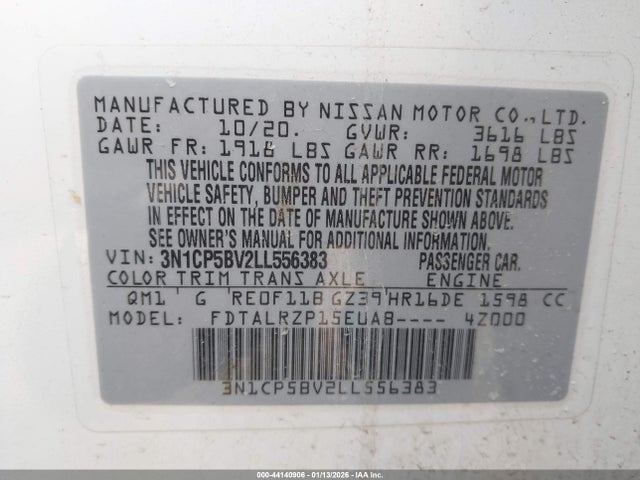 MANUFACTURED BY NISSAN MOTOR CO.,LTD.
DATE: 10/20. GVWR: 3616 LBS
GAWR FR: 1918 LBS GAWR RR: 1698 LBS
THIS VEHICLE CONFORMS TO ALL APPLICABLE FEDERAL MOTOR
VEHICLE SAFETY, BUMPER AND THEFT PREVENTION STANDARDS
IN EFFECT ON THE DATE OF MANUFACTURE SHOWN ABOVE.
SEE OWNER'S MANUAL FOR ADDITIONAL INFORMATION.
VIN: 3N1CP5BV2LL556383 PASSENGER CAR.
COLOR TRIM TRANS AXLE ENGINE
QM1 G RE0F11B GZ39 HR16DE 1598 CC
MODEL: FDTALRZP15EUAB---- 4Z000
3N1CP5BV2LL556383
000-44140906 - 01/13/2026 - IAAI.com